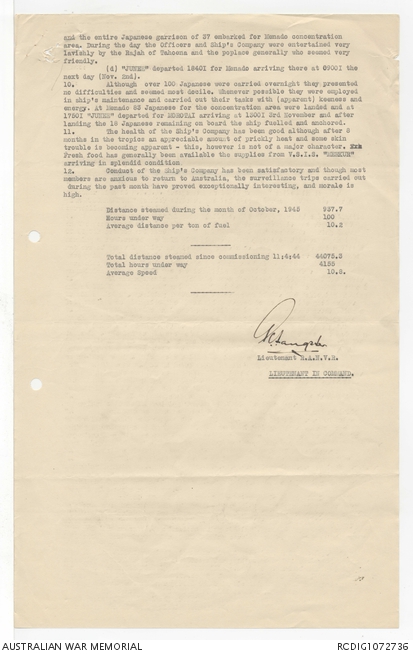 and the entire Japanese garrison of 37 embarked for Menado concentration
area. During the day the Officers and Ship's Company were entertained very
lavishly by the Rajah of Tahoena and the poplace generally who seemed very
friendly.
(d) "JUNEE" departed 1840I for Menado arriving there at 0900I
the next day (Nov. 2nd).
10. Although over 100 Japanese were carried overnight they presented
no difficulties and seemed most docile. Whenever possible they were employed
in ship's maintenance and carried out their tasks with (apparent) keeness and
energy. At Menado 85 Japanese for the concentration area were landed and at
1750I "JUNEE" departed for MOROTAI arriving at 1200I 3rd November and after
landing the 18 Japanese remaining on board the ship fuelled and anchored.
11. The health of the Ship's Company has been good although after 8
months in the tropics an appreciable amount of prickly heat and some skin
trouble is becoming apparent - this, however is not of a major character.
Fresh food has generally been available the supplies from V.S.I.S. "MERKUR"
arriving in splendid condition
12. Conduct of the ship's Company has been satisfactory and though most
members are anxious to return to Australia, the surveillance trips carried out
during the past month have proved exceptionally interesting, and morale is
high.
Distance steamed during the month of October, 1945 937.7
Hours under way 100
Average distance per ton of fuel 10.2
Total distance steamed since commissioning 11:4:44 44075.5
Total hours under way 4155
Average Speed 10.5.
Lieutenant R.A.N.V.R.
LIEUTENANT IN COMMAND.
AUSTRALIAN WAR MEMORIAL
RCDIG1072736